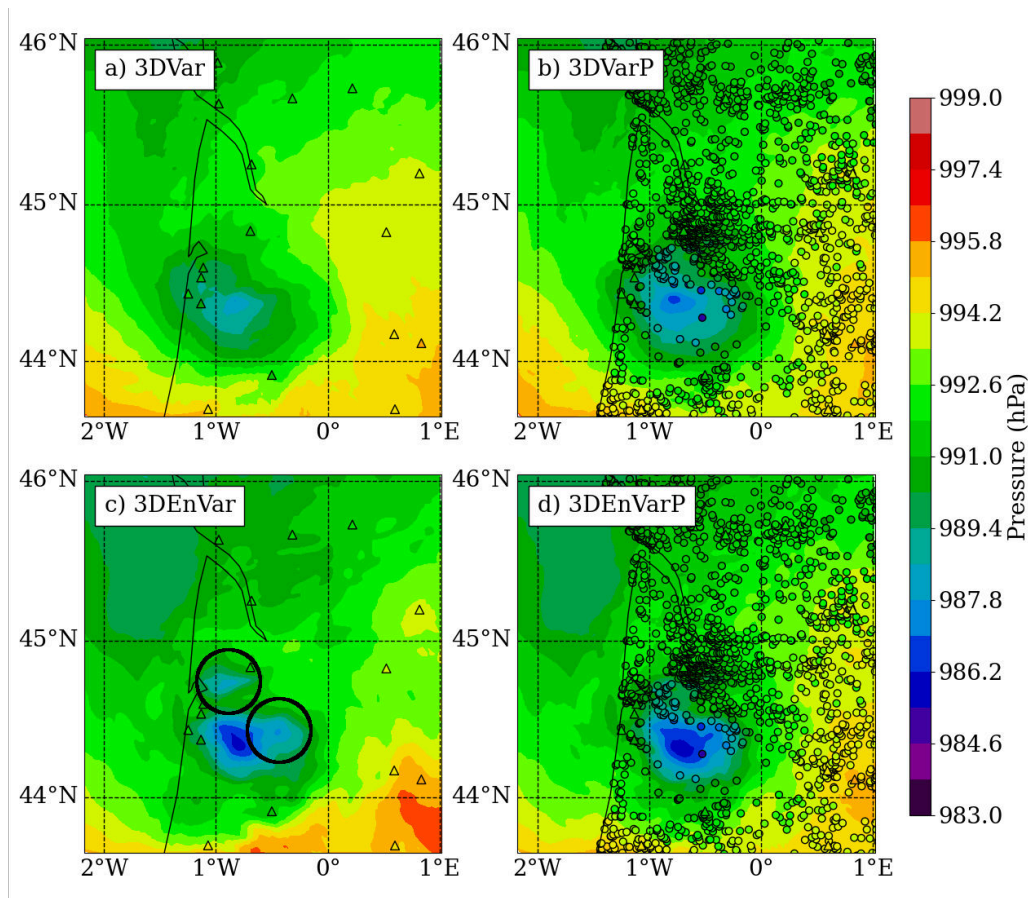 46°N
45°N
44°N
a) 3DVar
2°W 1°W 0 1°E
46°N
45°N
44°N
b) 3DVarP
2°W 1°W 0 1°E
46°N
45°N
44°N
c) 3DEnVar
2°W 1°W 0 1°E
46°N
45°N
44°N
d) 3DEnVarP
2°W 1°W 0 1°E
999.0
997.4
995.8
994.2
992.6
991.0
989.4
987.8
986.2
984.6
983.0
Pressure (hPa)